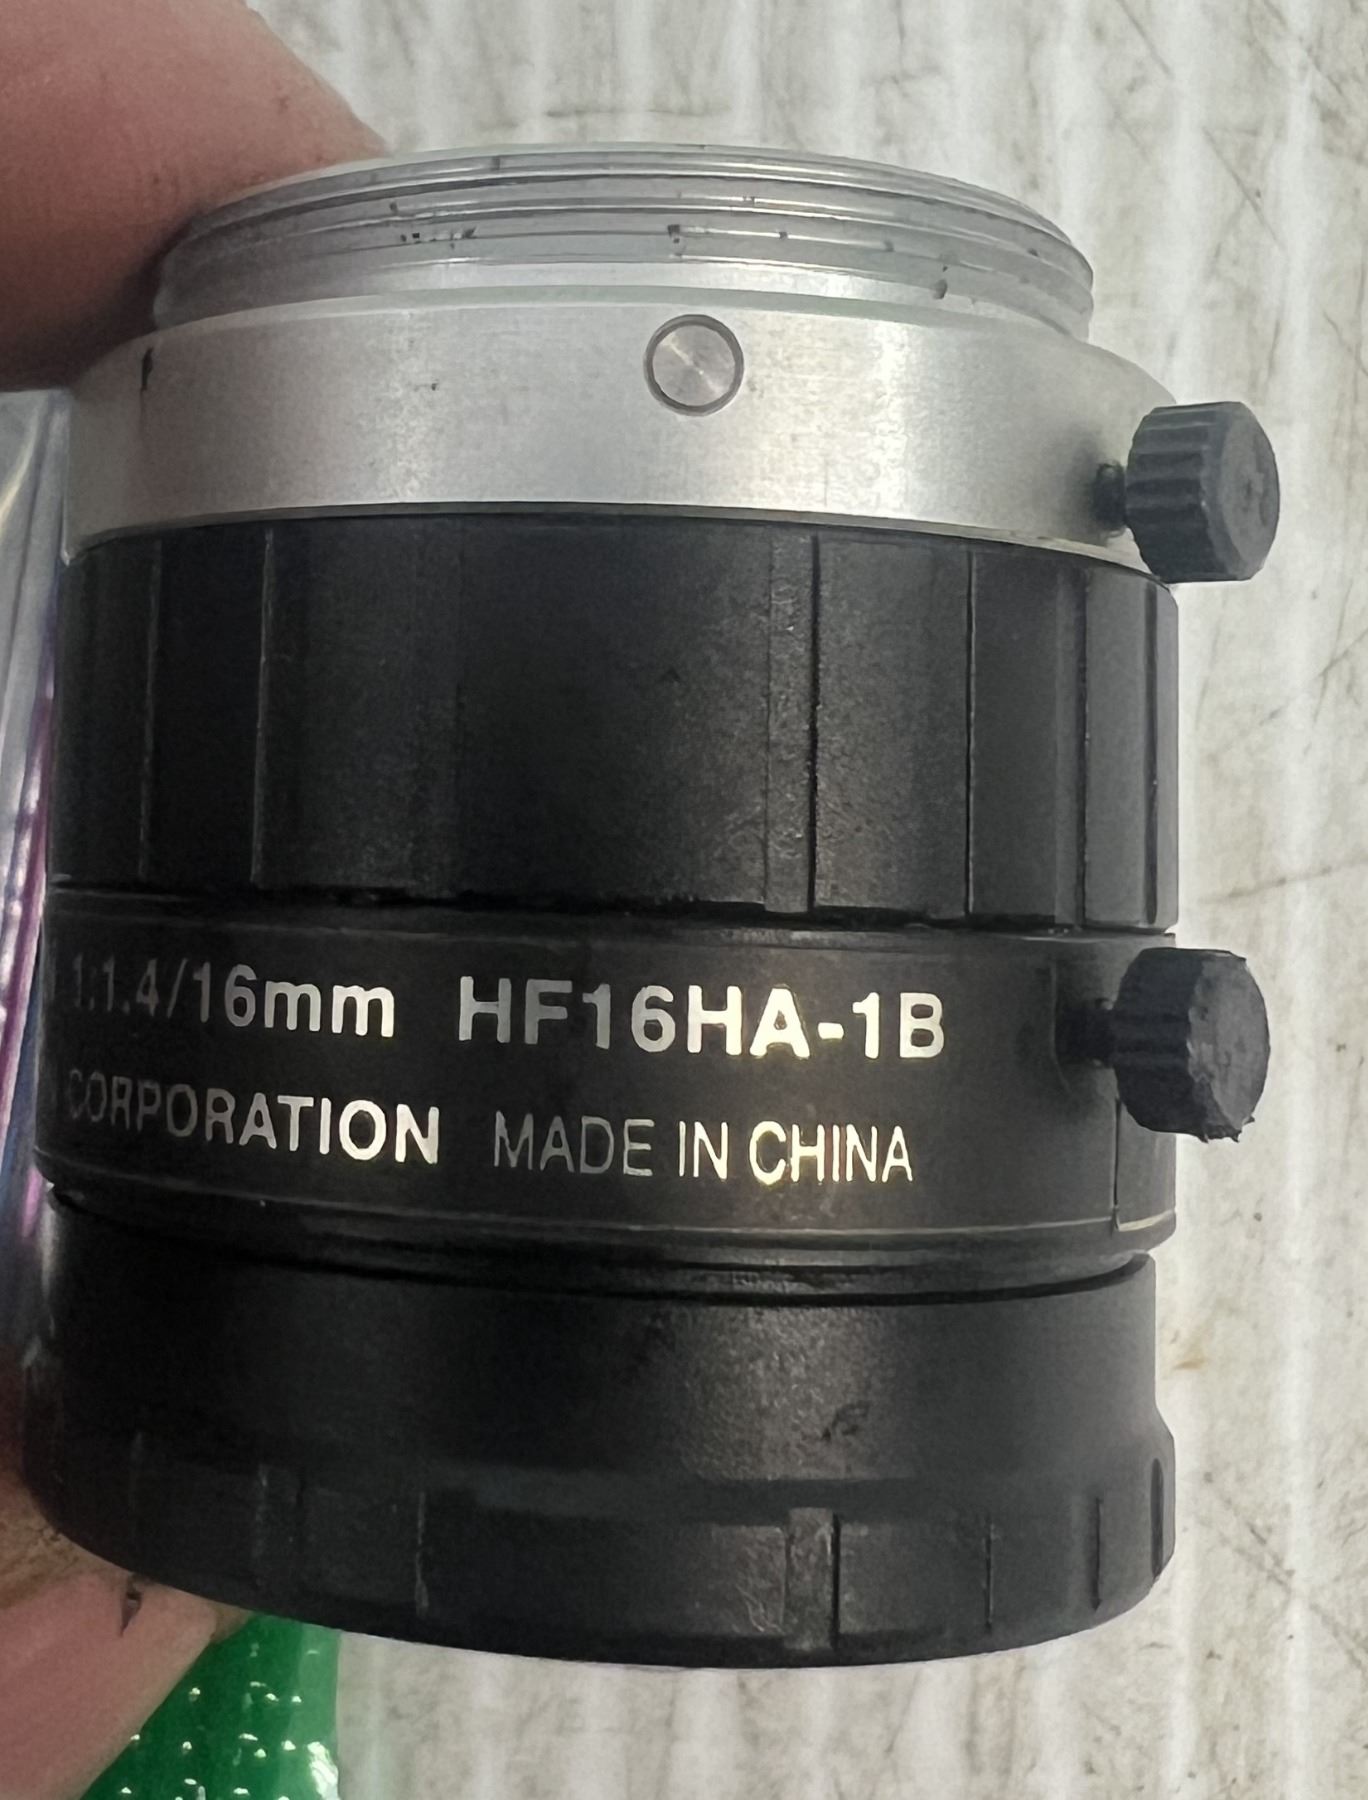 1:1.4/16mm HF16HA-1B
CORPORATION MADE IN CHINA